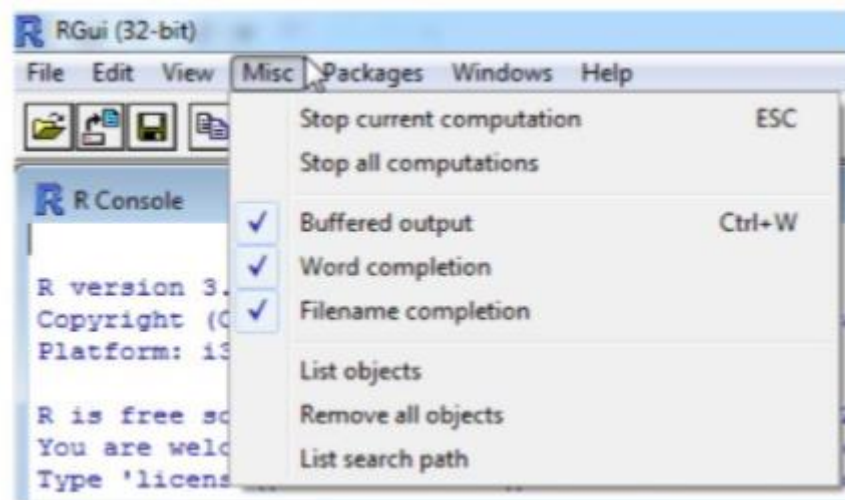 RGui (32-bit)
File Edit View Misc Packages Windows Help
Stop current computation ESC
Stop all computations
R Console
Buffered output Ctrl+W
Word completion
Filename completion
R version 3.
Copyright (C
Platform: i3
List objects
Remove all objects
List search path
R is free so
You are welc
Type 'licens